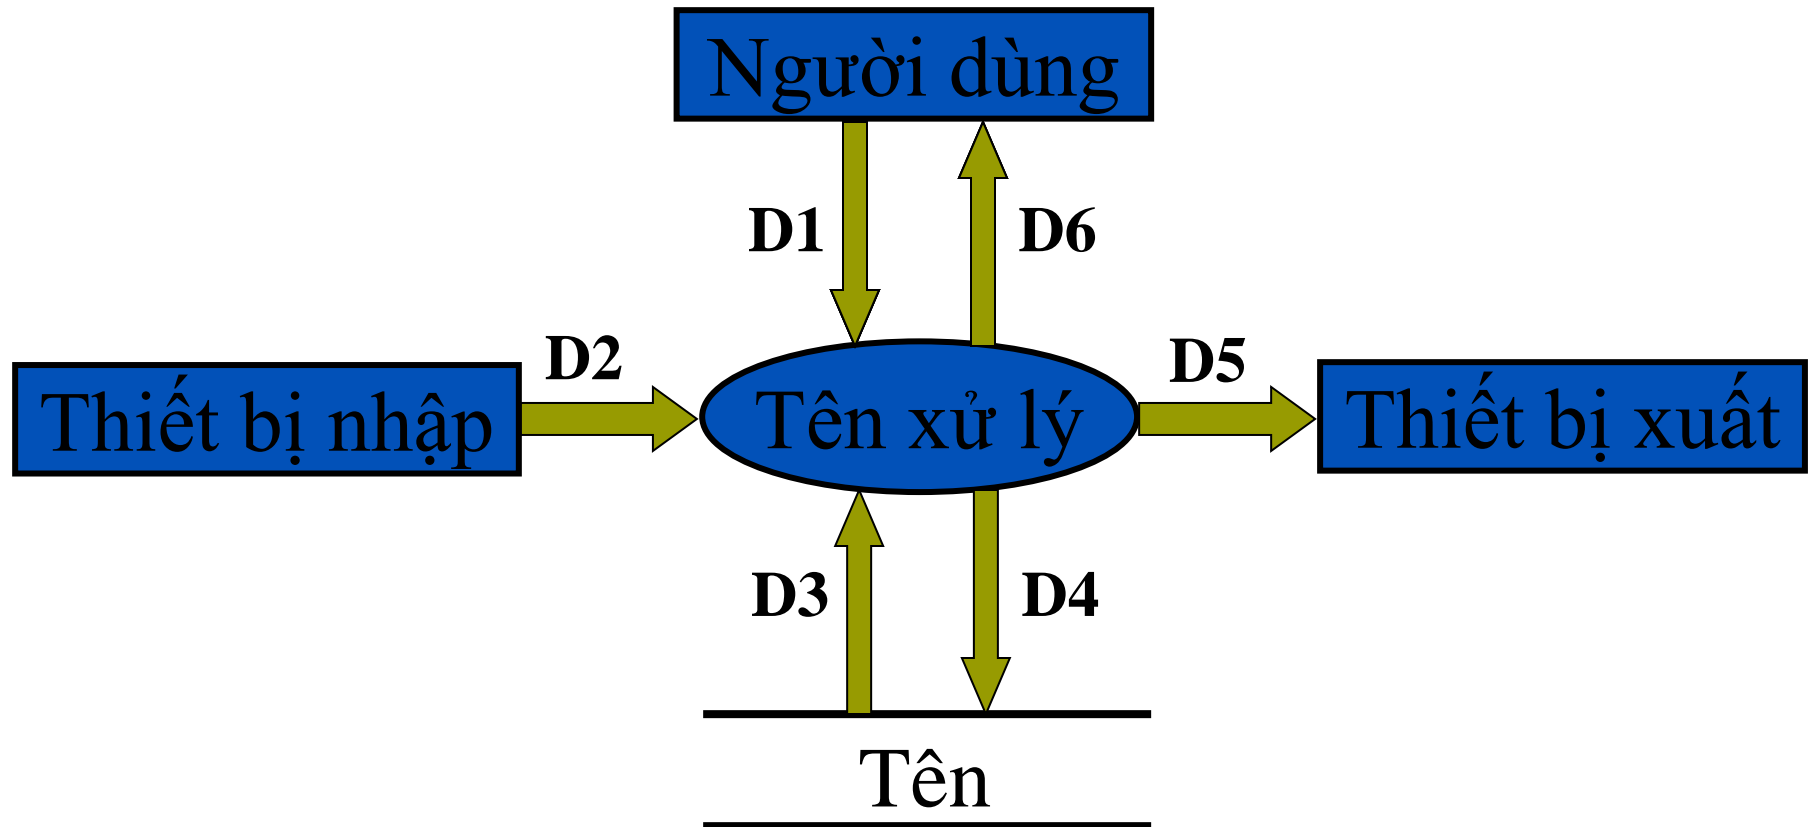 Người dùng
D1
D6
D2
D5
Thiết bị nhập
Tên xử lý
Thiết bị xuất
D3
D4
Tên